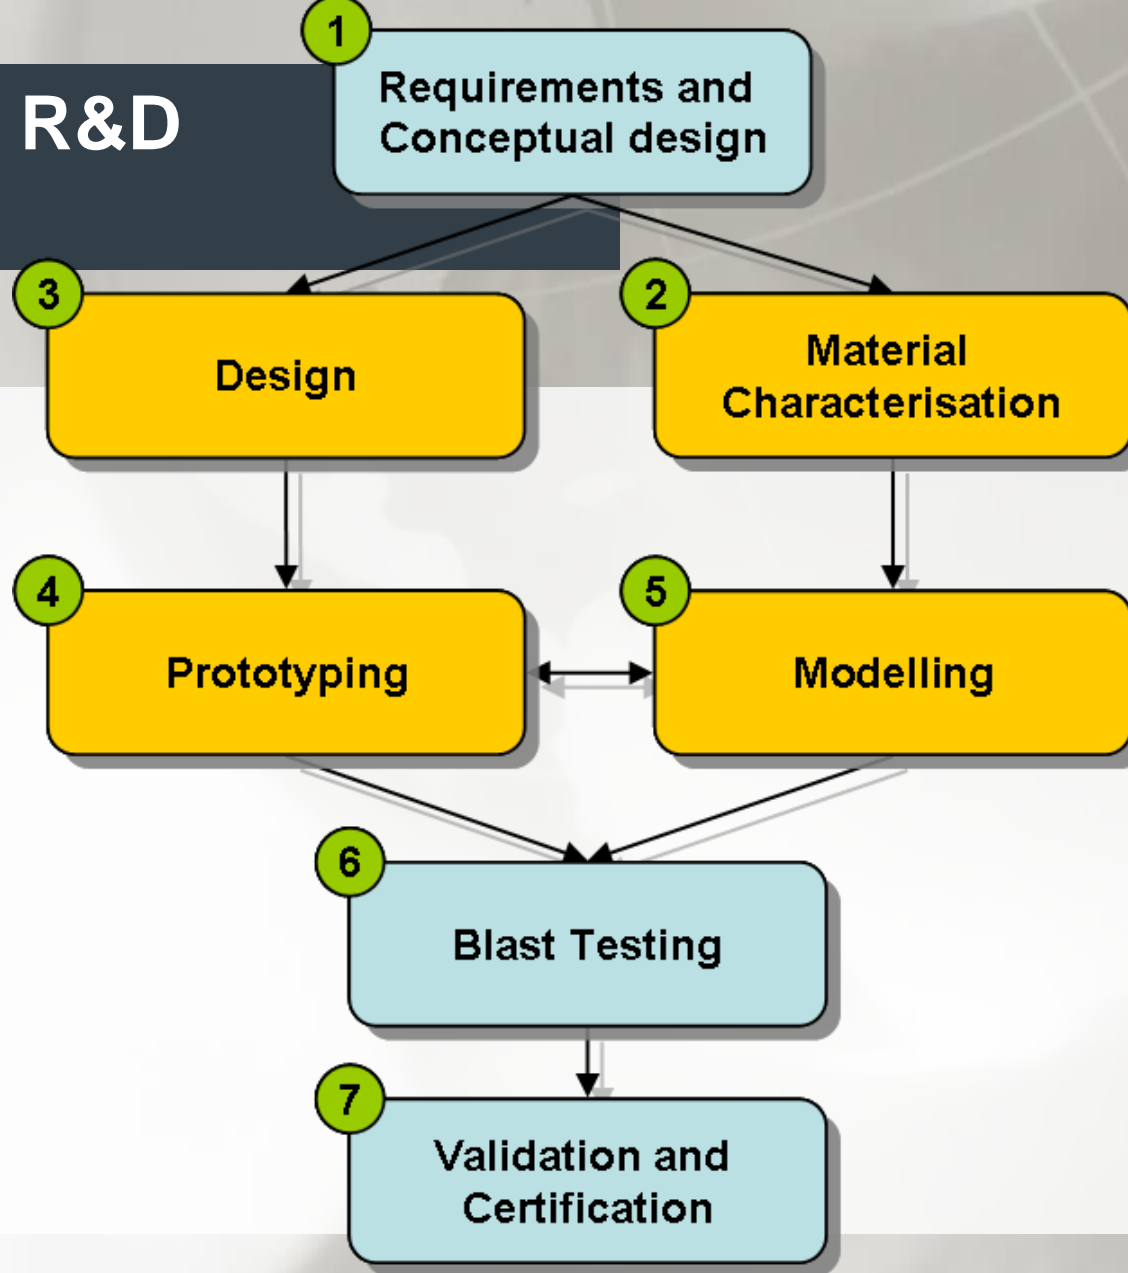 R&D
1
Requirements and
Conceptual design
3
Design
2
Material
Characterisation
4
Prototyping
5
Modelling
6
Blast Testing
7
Validation and
Certification